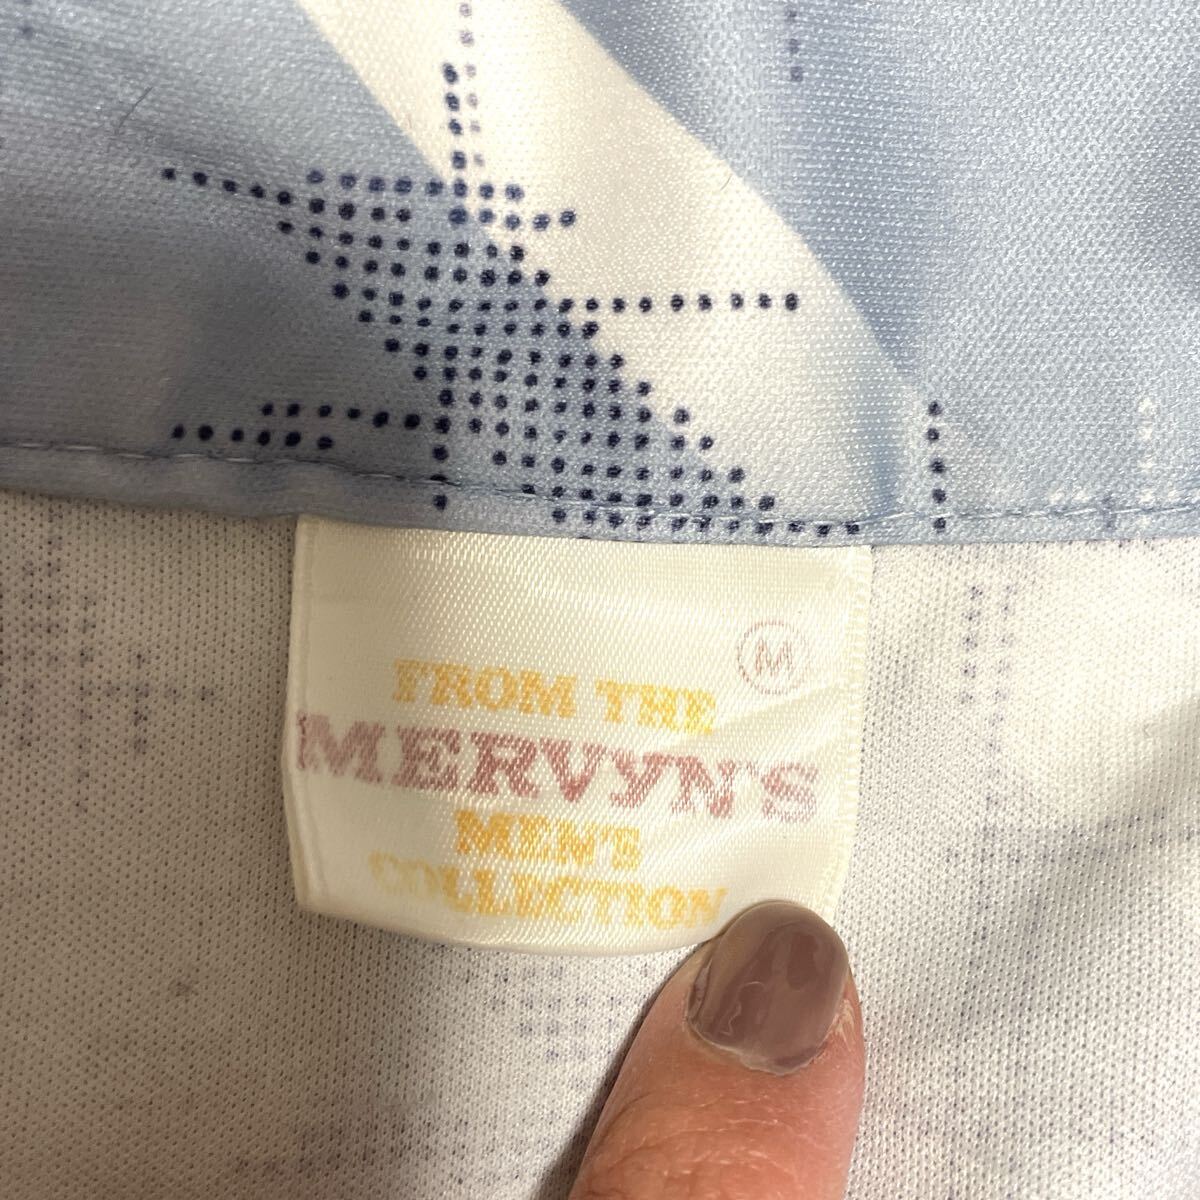 M
FROM THE
MERVYN'S
MEN'S
COLLECTION